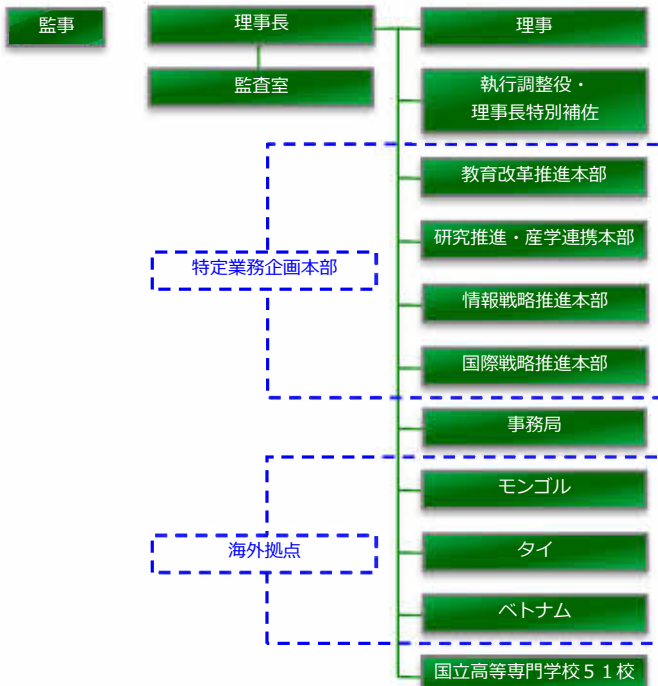 監事
理事長
理事
監査室
執行調整役・
理事長特別補佐
教育改革推進本部
研究推進・産学連携本部
特定業務企画本部
情報戦略推進本部
国際戦略推進本部
事務局
モンゴル
海外拠点
タイ
ベトナム
国立高等専門学校５１校